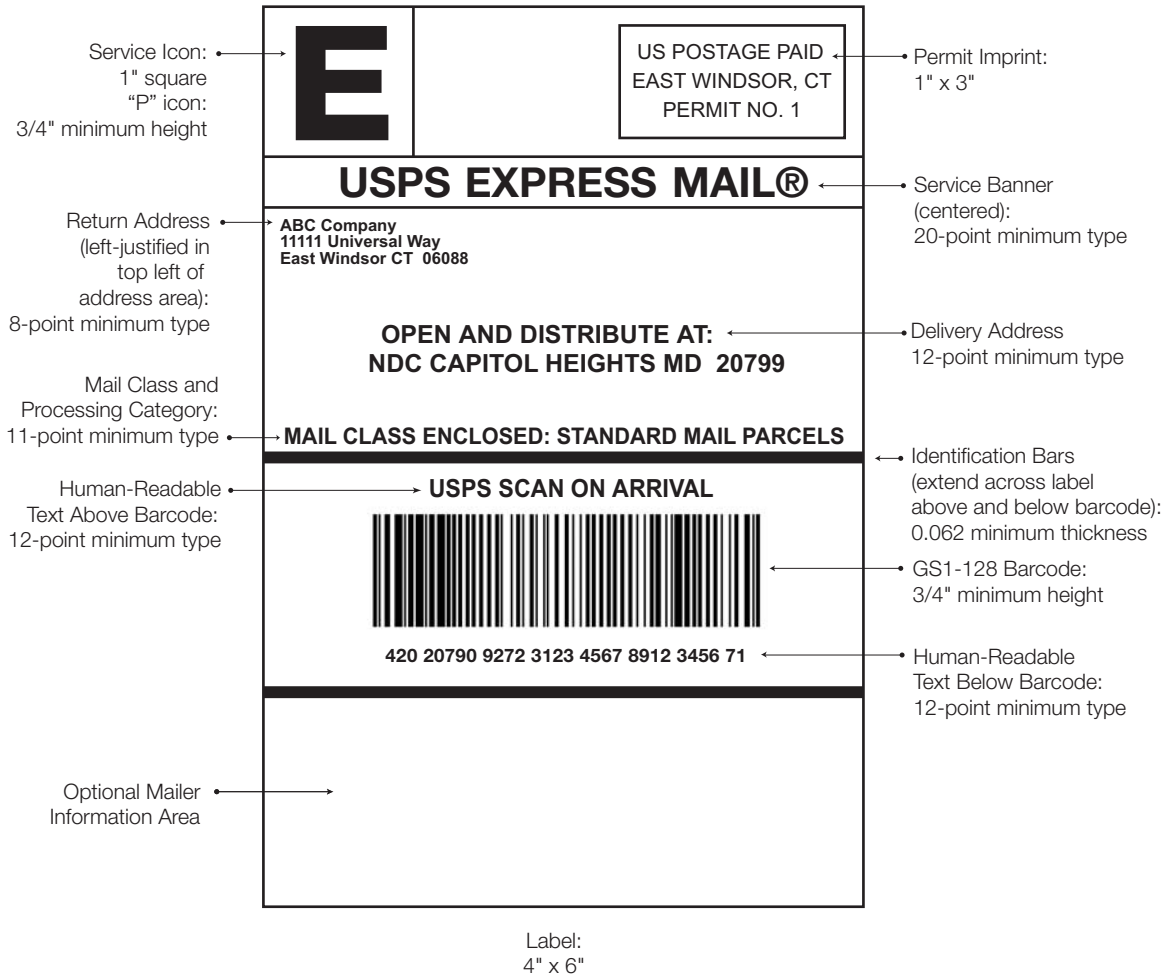 Service Icon:
1" square
“P” icon:
3/4" minimum height
E
US POSTAGE PAID
EAST WINDSOR, CT
PERMIT NO. 1
Permit Imprint:
1" x 3"
USPS EXPRESS MAIL®
Service Banner
(centered):
20-point minimum type
Return Address
(left-justified in
top left of
address area):
8-point minimum type
ABC Company
11111 Universal Way
East Windsor CT  06088
OPEN AND DISTRIBUTE AT:
NDC CAPITOL HEIGHTS MD  20799
Delivery Address
12-point minimum type
Mail Class and
Processing Category:
11-point minimum type
MAIL CLASS ENCLOSED: STANDARD MAIL PARCELS
Identification Bars
(extend across label
above and below barcode):
0.062 minimum thickness
Human-Readable
Text Above Barcode:
12-point minimum type
USPS SCAN ON ARRIVAL
GS1-128 Barcode:
3/4" minimum height
420 20790 9272 3123 4567 8912 3456 71
Human-Readable
Text Below Barcode:
12-point minimum type
Optional Mailer
Information Area
Label:
4" x 6"